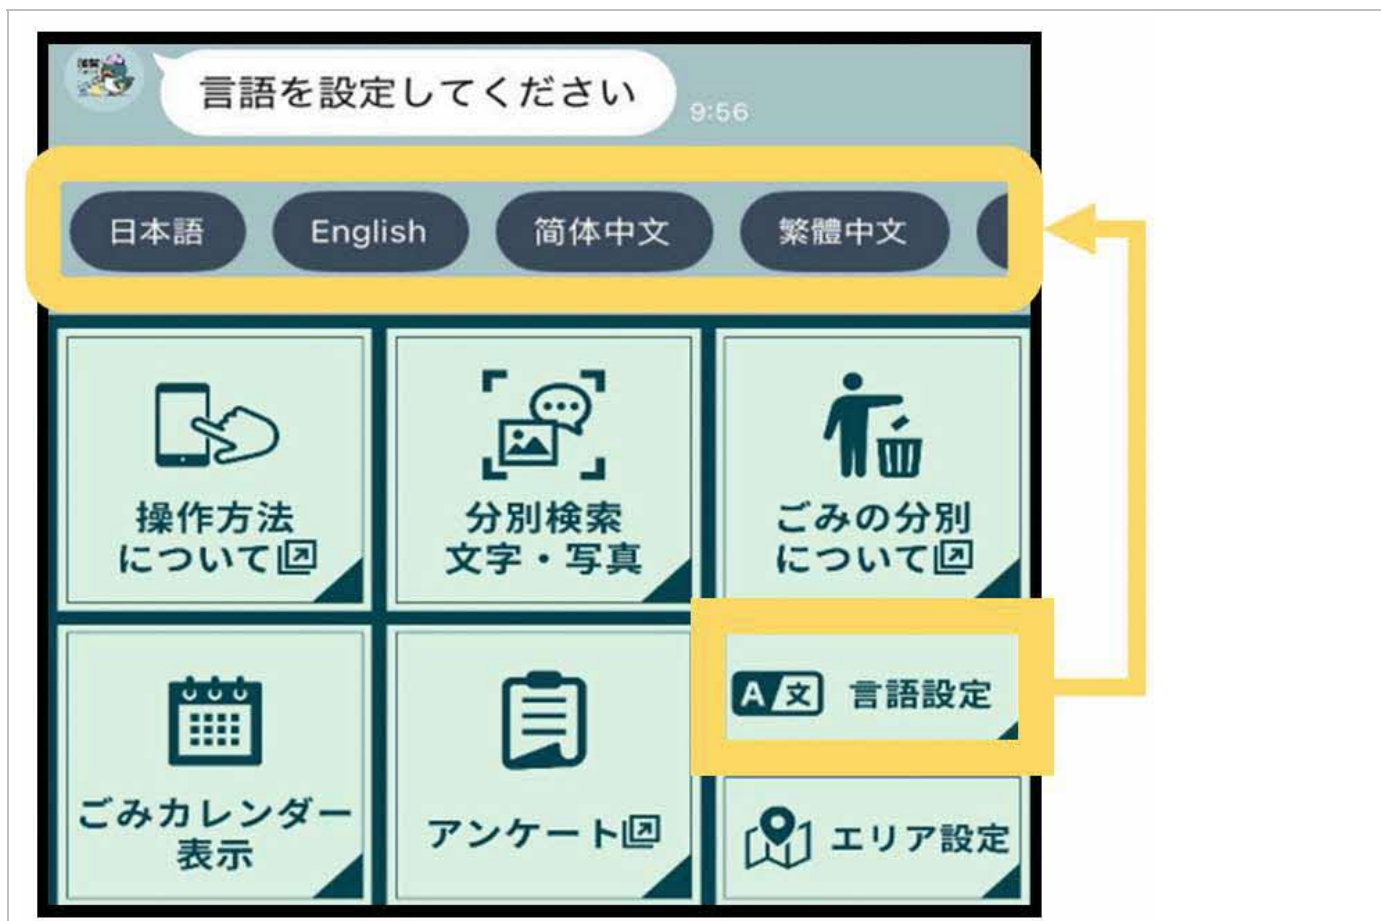 言語を設定してください
9:56
日本語
English
简体中文
繁體中文
操作方法
について
分別検索
文字・写真
ごみの分別
について
A/文 言語設定
ごみカレンダー
表示
アンケート
エリア設定